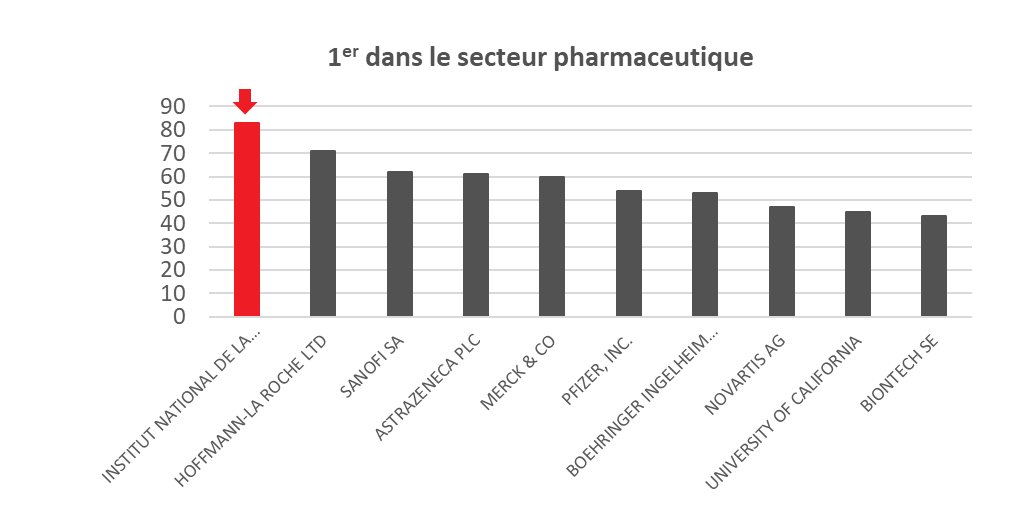 1er dans le secteur pharmaceutique
90
80
70
60
50
40
30
20
10
0
INSTITUT NATIONAL DE LA...
HOFFMANN-LA ROCHE LTD
SANOFI SA
ASTRAZENECA PLC
MERCK & CO
PFIZER, INC.
BOEHRINGER INGELHEIM...
NOVARTIS AG
UNIVERSITY OF CALIFORNIA
BIONTECH SE